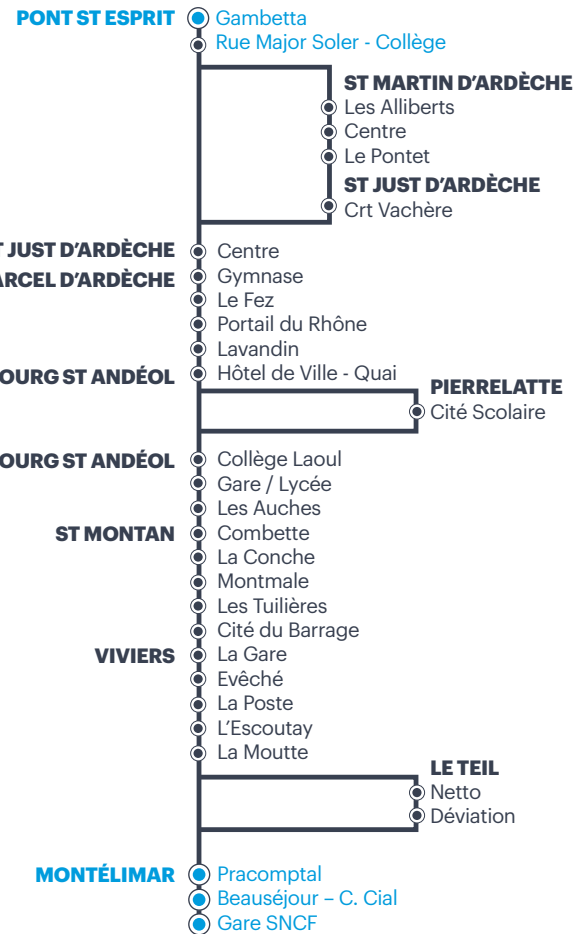 PONT ST ESPRIT Gambetta
Rue Major Soler - Collège
ST MARTIN D'ARDÈCHE
Les Alliberts
Centre
Le Pontet
ST JUST D'ARDÈCHE
Crt Vachère
T JUST D'ARDÈCHE Centre
ARCEL D'ARDÈCHE Gymnase
Le Fez
Portail du Rhône
Lavandin
OURG ST ANDÉOL Hôtel de Ville - Quai
PIERRELATTE
Cité Scolaire
OURG ST ANDÉOL Collège Laoul
Gare / Lycée
Les Auches
ST MONTAN Combette
La Conche
Montmale
Les Tuilières
Cité du Barrage
VIVIERS La Gare
Evêché
La Poste
L'Escoutay
La Moutte
LE TEIL
Netto
Déviation
MONTÉLIMAR Pracomptal
Beauséjour – C. Cial
Gare SNCF